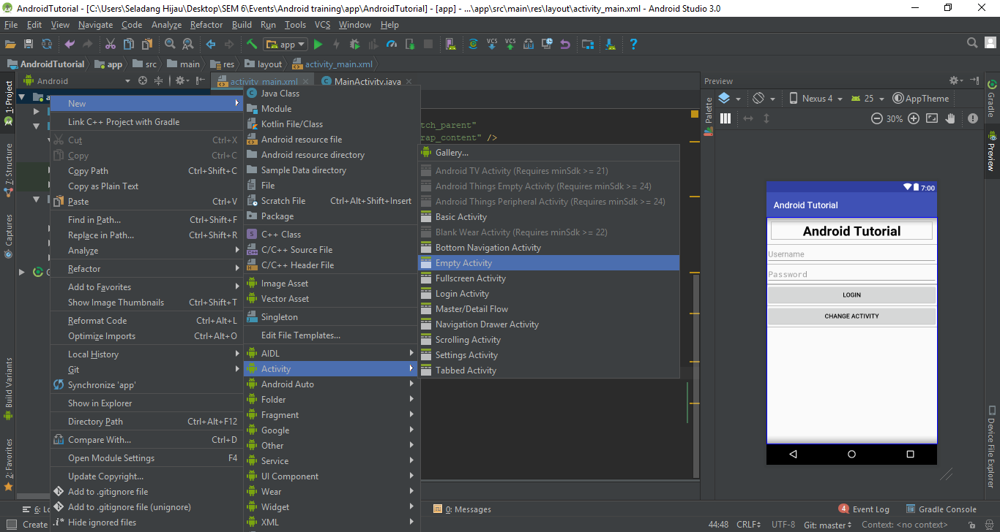 AndroidTutorial - [C:\Users\Seladang Hijau\Desktop\SEM 6\Events\Android training\app\AndroidTutorial] - [app] - ...\app\src\main\res\layout\activity_main.xml - Android Studio 3.0
File Edit View Navigate Code Analyze Refactor Build Run Tools VCS Window Help
app VCS VCS
AndroidTutorial app src main res layout activity_main.xml
Android activity_main.xml MainActivity.java Preview
1: Project
Z: Structure
Captures
Build Variants
2: Favorites
New
Link C++ Project with Gradle
Cut Ctrl+X
Copy Ctrl+C
Copy Path Ctrl+Shift+C
Copy as Plain Text
Paste Ctrl+V
Find in Path... Ctrl+Shift+F
Replace in Path... Ctrl+Shift+R
Analyze
Refactor
Add to Favorites
Show Image Thumbnails Ctrl+Shift+T
Reformat Code Ctrl+Alt+L
Optimize Imports Ctrl+Alt+O
Local History
Git
Synchronize 'app'
Show in Explorer
Directory Path Ctrl+Alt+F12
Compare With... Ctrl+D
Open Module Settings F4
Update Copyright...
Add to .gitignore file
Add to .gitignore file (unignore)
.i* Hide ignored files
Java Class
Module
Kotlin File/Class
Android resource file
Android resource directory
Sample Data directory
File
Scratch File Ctrl+Alt+Shift+Insert
Package
C++ Class
C/C++ Source File
C/C++ Header File
Image Asset
Vector Asset
Singleton
Edit File Templates...
AIDL
Activity
Android Auto
Folder
Fragment
Google
Other
Service
UI Component
Wear
Widget
XML
tch_parent"
rap_content" />
Gallery...
Android TV Activity (Requires minSdk >= 21)
Android Things Empty Activity (Requires minSdk >= 24)
Android Things Peripheral Activity (Requires minSdk >= 24)
Basic Activity
Blank Wear Activity (Requires minSdk >= 22)
Bottom Navigation Activity
Empty Activity
Fullscreen Activity
Login Activity
Master/Detail Flow
Navigation Drawer Activity
Scrolling Activity
Settings Activity
Tabbed Activity
Palette
Nexus 4 25 AppTheme
30%
7:00
Android Tutorial
Android Tutorial
Username
Password
LOGIN
CHANGE ACTIVITY
Gradle
Preview
Device File Explorer
6: Lo 0: Messages 4 Event Log Gradle Console
Create 44:48 CRLF UTF-8 Git: master Context: <no context>